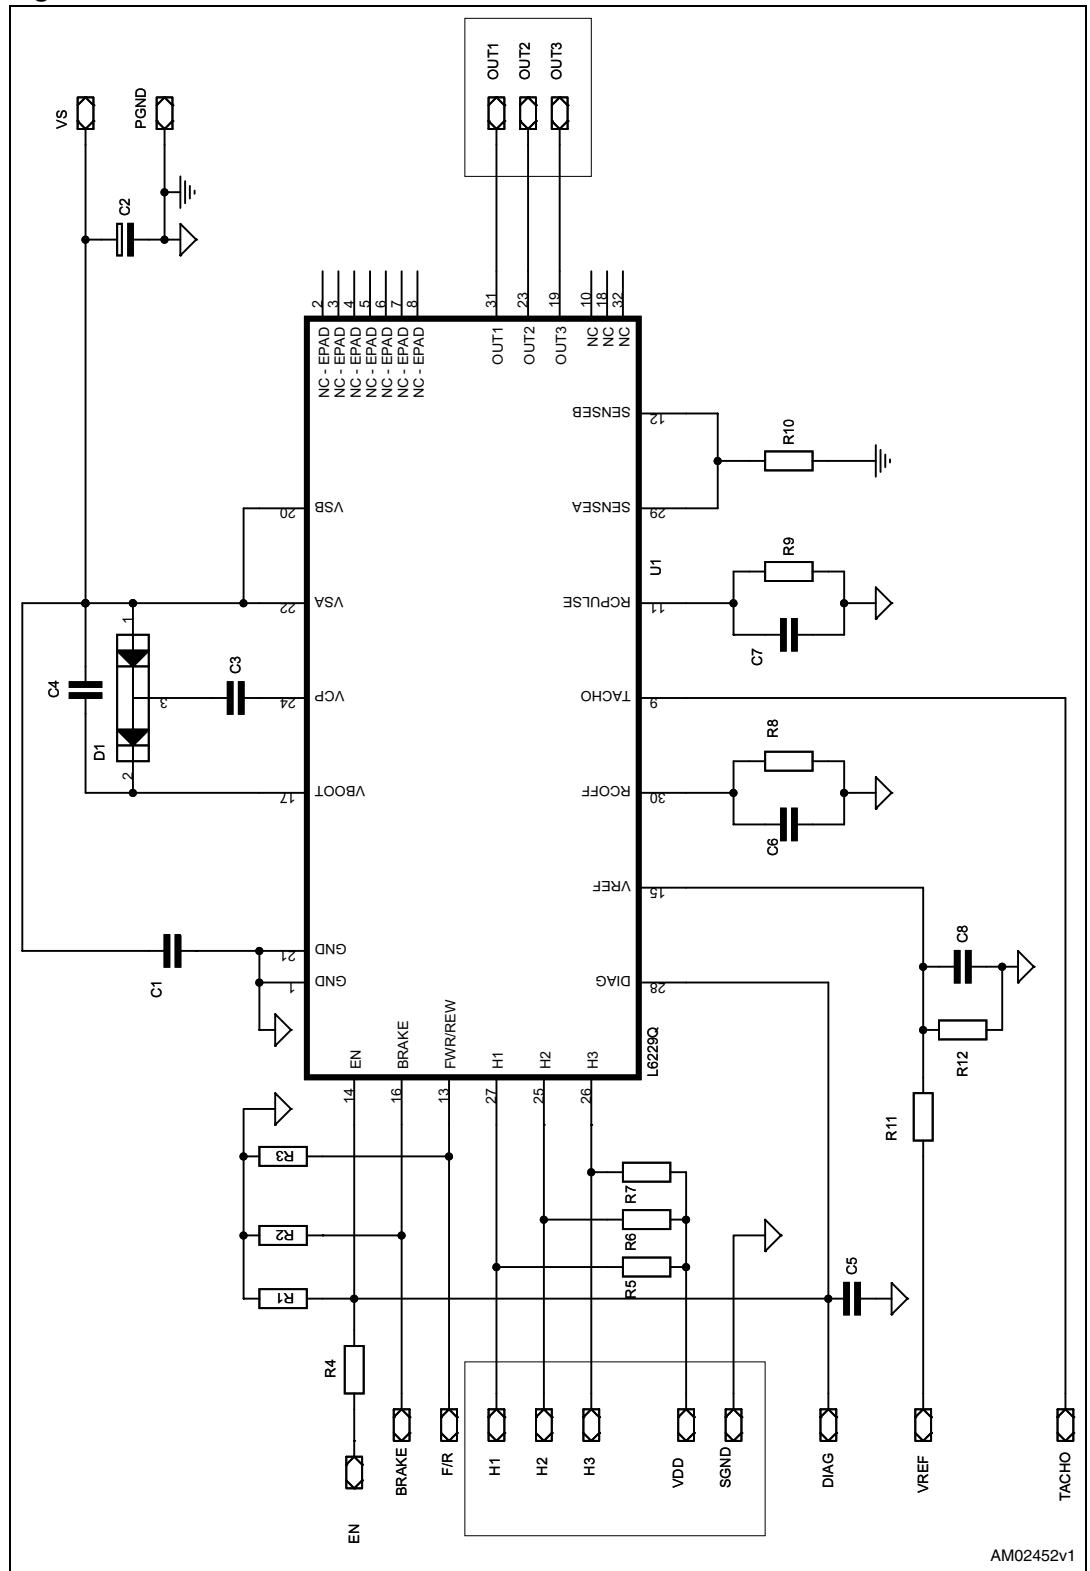 VS
PGND
C2
OUT1
OUT2
OUT3
2
3
4
5
6
7
8
NC - EPAD
NC - EPAD
NC - EPAD
NC - EPAD
NC - EPAD
NC - EPAD
NC - EPAD
31
23
19
10
18
32
OUT1
OUT2
OUT3
NC
NC
NC
20
VSB
22
VSA
24
VCP
17
VBOOT
21
GND
1
GND
SENSEB
12
SENSEA
29
RCPULSE
11
TACHO
9
RCOFF
30
VREF
15
DIAG
28
U1
L6229Q
C4
D1
1
3
2
C3
C1
R10
R9
C7
R8
C6
C8
R12
R11
EN
BRAKE
FWR/REW
H1
H2
H3
14
16
13
27
25
26
R3
R2
R1
R4
R7
R6
R5
C5
EN
BRAKE
F/R
H1
H2
H3
VDD
SGND
DIAG
VREF
TACHO
AM02452v1